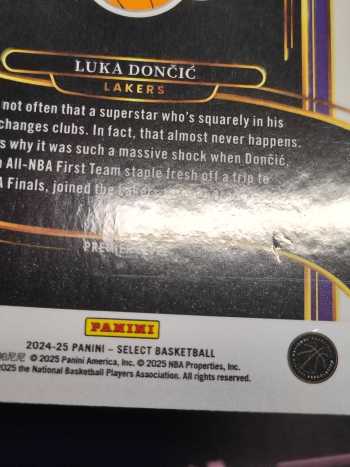 LUKA DONČIĆ
LAKERS
not often that a superstar who's squarely in his
changes clubs. In fact, that almost never happens.
s why it was such a massive shock when Dončić,
All-NBA First Team staple fresh off a trip to
A Finals, joined the Lakers
PANINI
2024-25 PANINI – SELECT BASKETBALL
© 2025 Panini America, Inc. © 2025 NBA Properties, Inc.
2025 the National Basketball Players Association. All rights reserved.